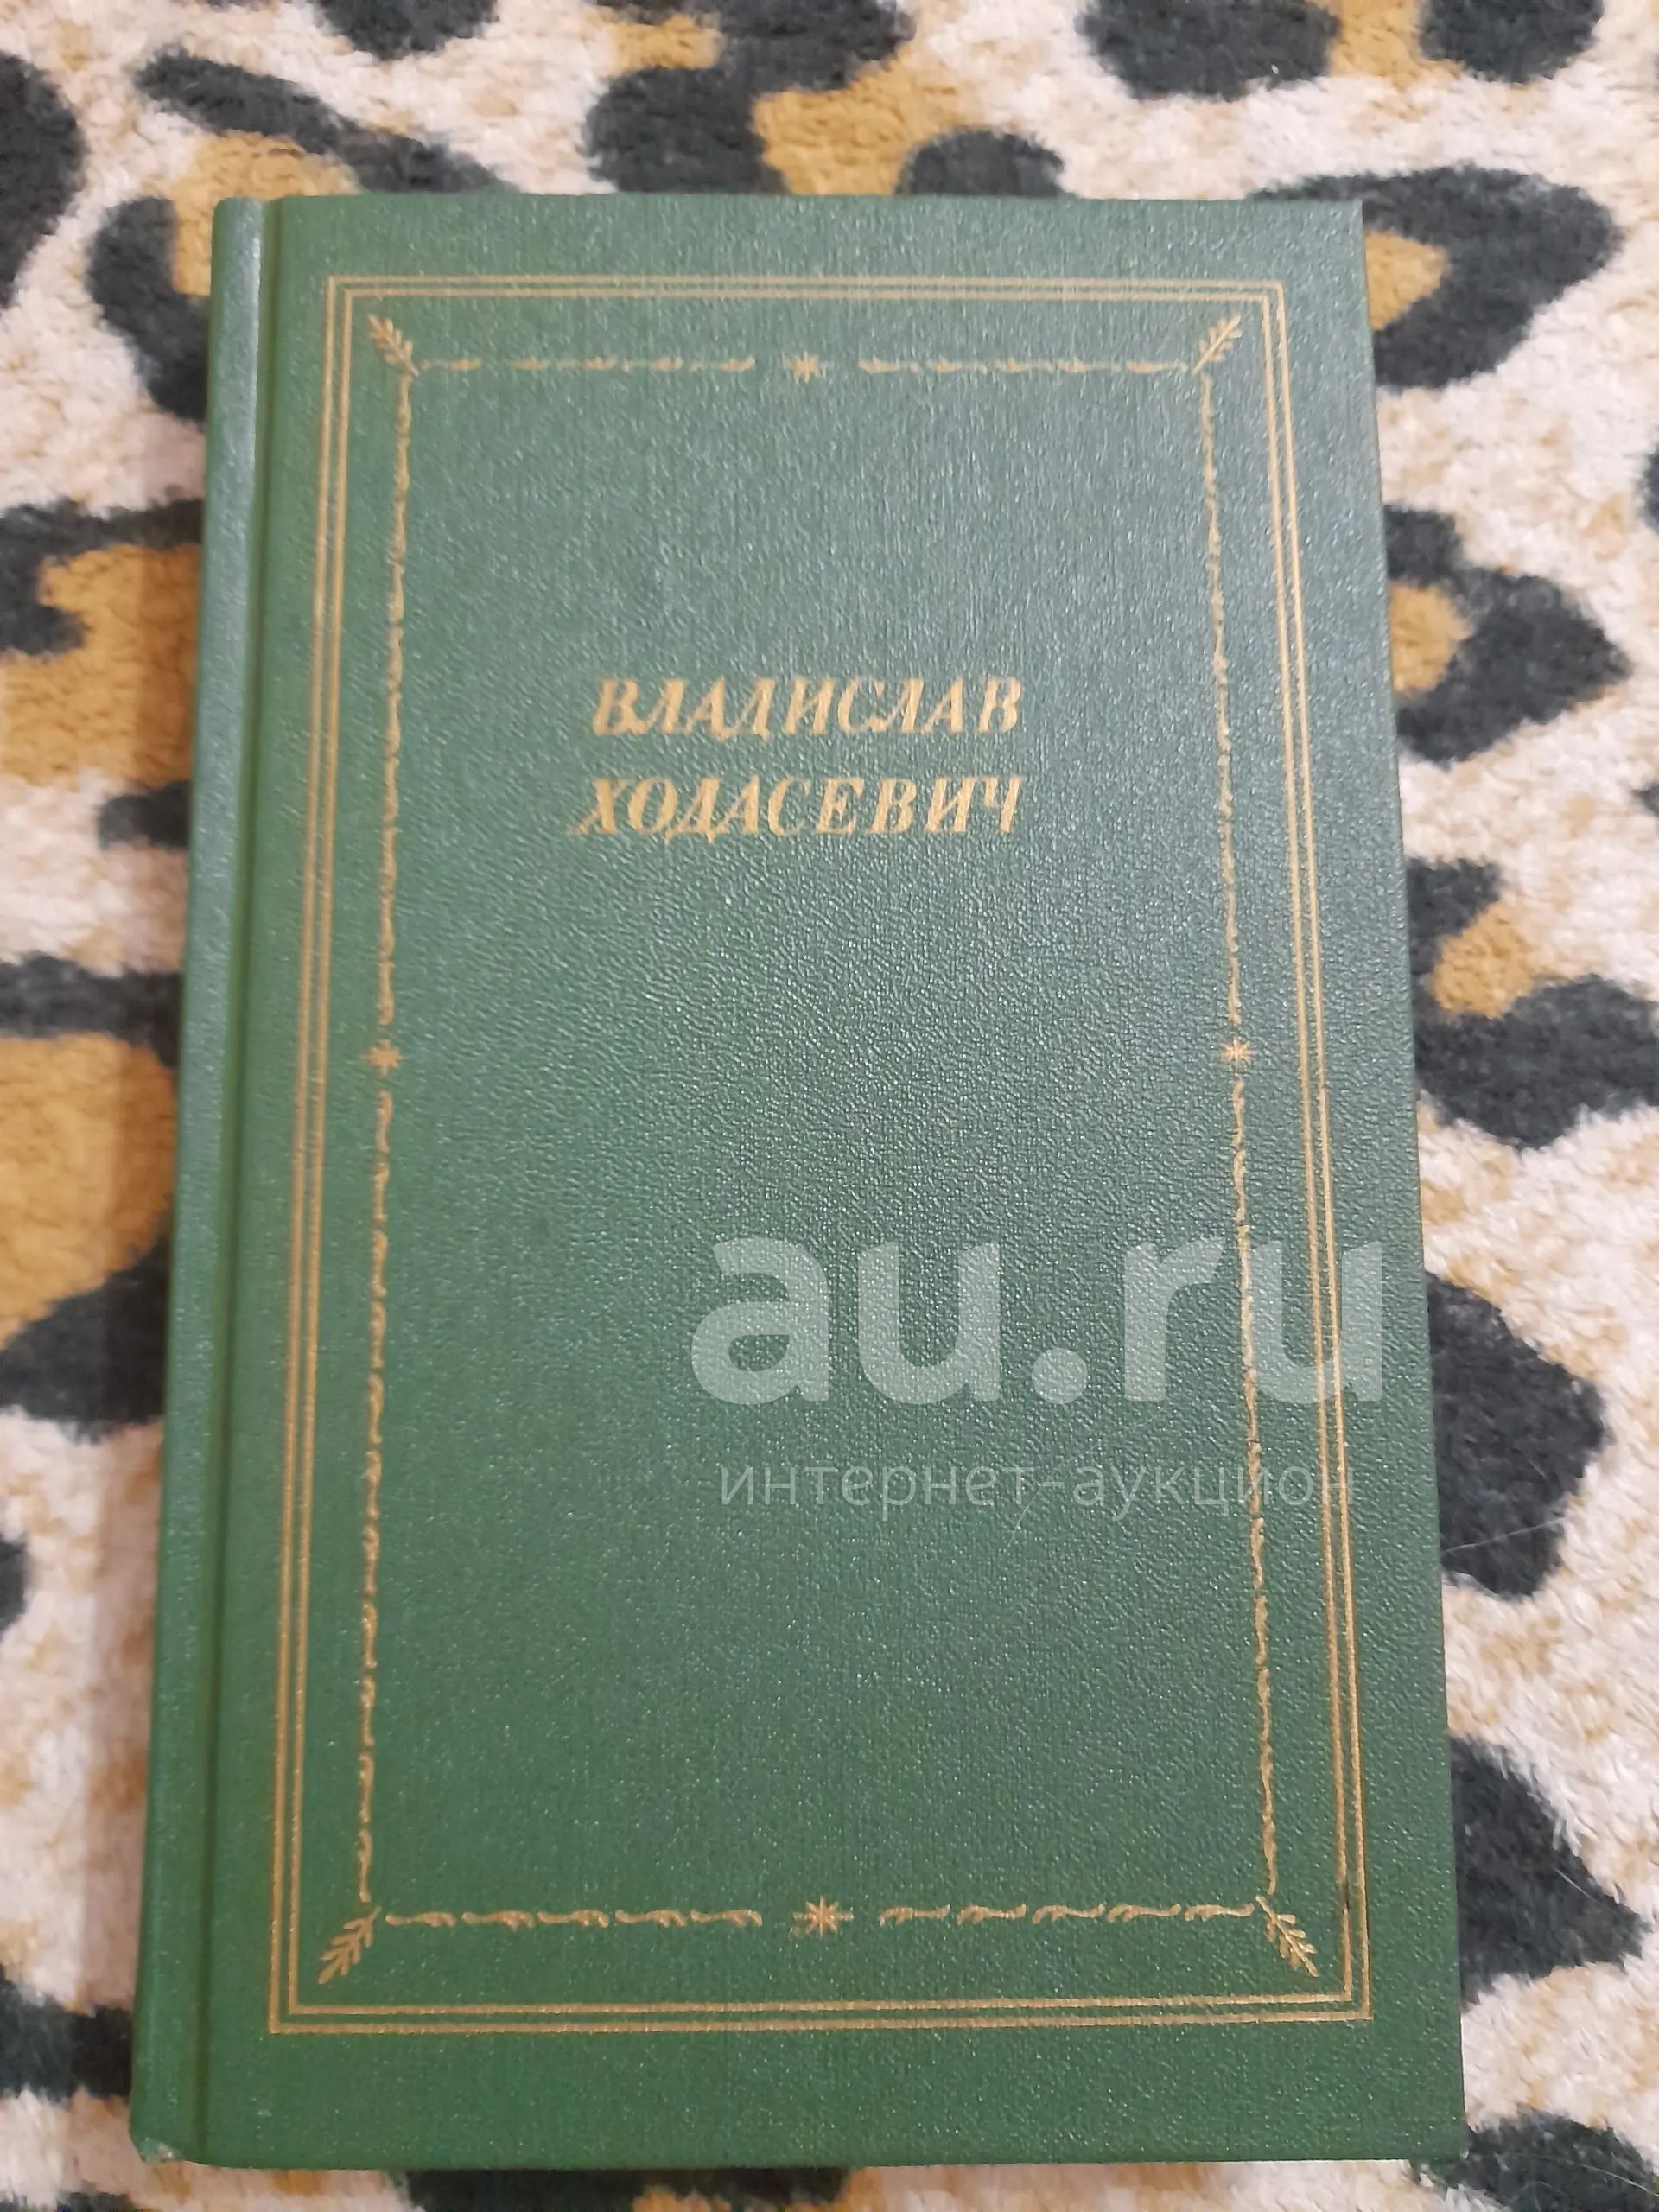 ВЛАДИСЛАВ
ХОДАСЕВИЧ
au.ru
интернет-аукцион